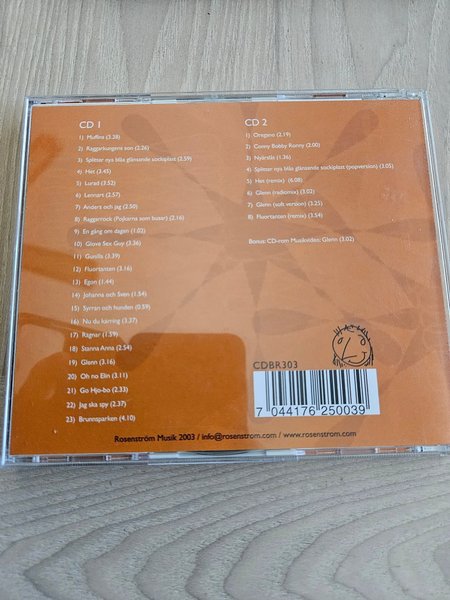 CD 1
1) Muffins (3.38)
2) Raggarkungens son (2.26)
3) Splitter nya blåa glänsande sockiplast (2.59)
4) Het (3.45)
5) Lurad (3.52)
6) Lennart (2.57)
7) Anders och jag (2.50)
8) Raggarrock (Pojkarna som busar) (2.16)
9) En gång om dagen (1.02)
10) Glove Sex Guy (3.36)
11) Gunilla (3.39)
12) Fluortanten (3.16)
13) Egon (1.44)
14) Johanna och Sven (1.54)
15) Syrran och hunden (0.59)
16) Nu du kärring (3.37)
17) Ragnar (1.59)
18) Stanna Anna (2.54)
19) Glenn (3.16)
20) Oh no Elin (3.11)
21) Go Hjo-bo (2.33)
22) Jag ska spy (2.37)
23) Brunnsparken (4.10)
CD 2
1) Oregano (2.19)
2) Conny Bobby Ronny (2.00)
3) Nyårslås (1.36)
4) Splitter nya blåa glänsande sockiplast (popversion) (3.05)
5) Het (remix) (6.08)
6) Glenn (radiomix) (3.02)
7) Glenn (soft version) (3.25)
8) Fluortanten (remix) (3.54)
Bonus: CD-rom Musikvideo; Glenn (3.02)
CDBR303
7 044176 250039
Rosenström Musik 2003 / info@rosenstrom.com / www.rosenstrom.com